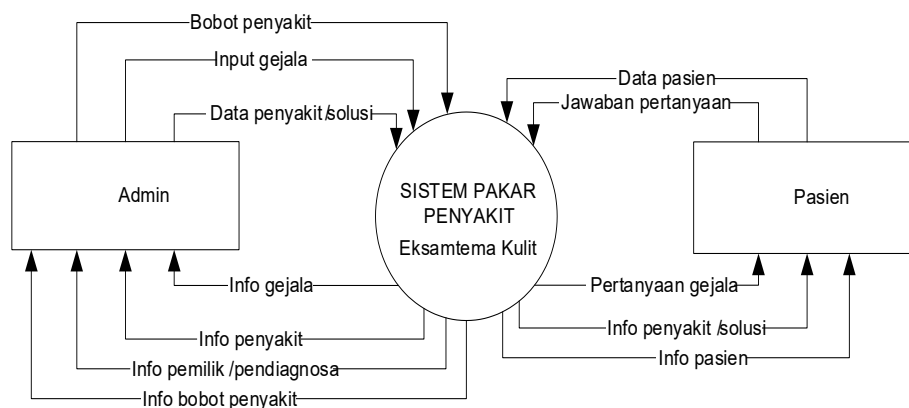 Bobot penyakit
Input gejala
Data penyakit/solusi
Data pasien
Jawaban pertanyaan
Admin
SISTEM PAKAR
PENYAKIT
Eksamtema Kulit
Pasien
Info gejala
Info penyakit
Info pemilik /pendiagnosa
Info bobot penyakit
Pertanyaan gejala
Info penyakit /solusi
Info pasien